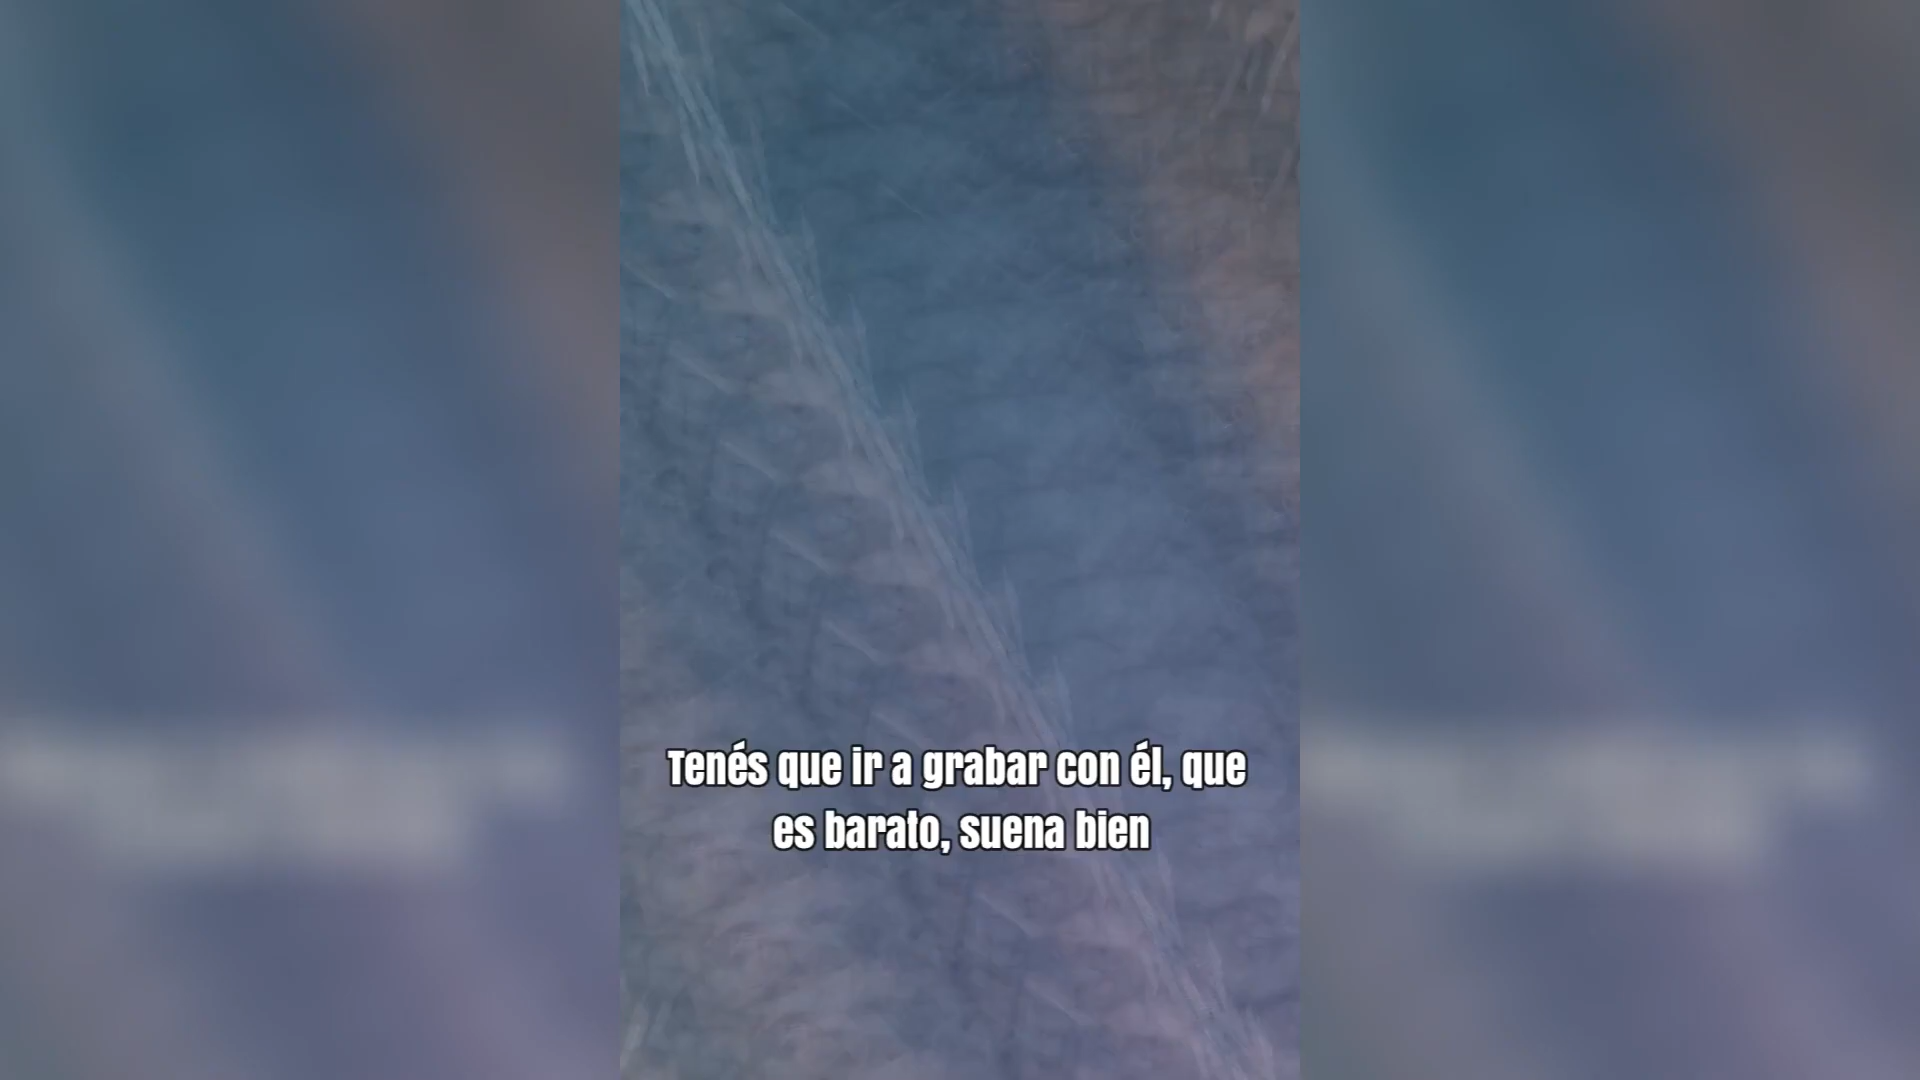 Tenés que ir a grabar con él, que
es barato, suena bien